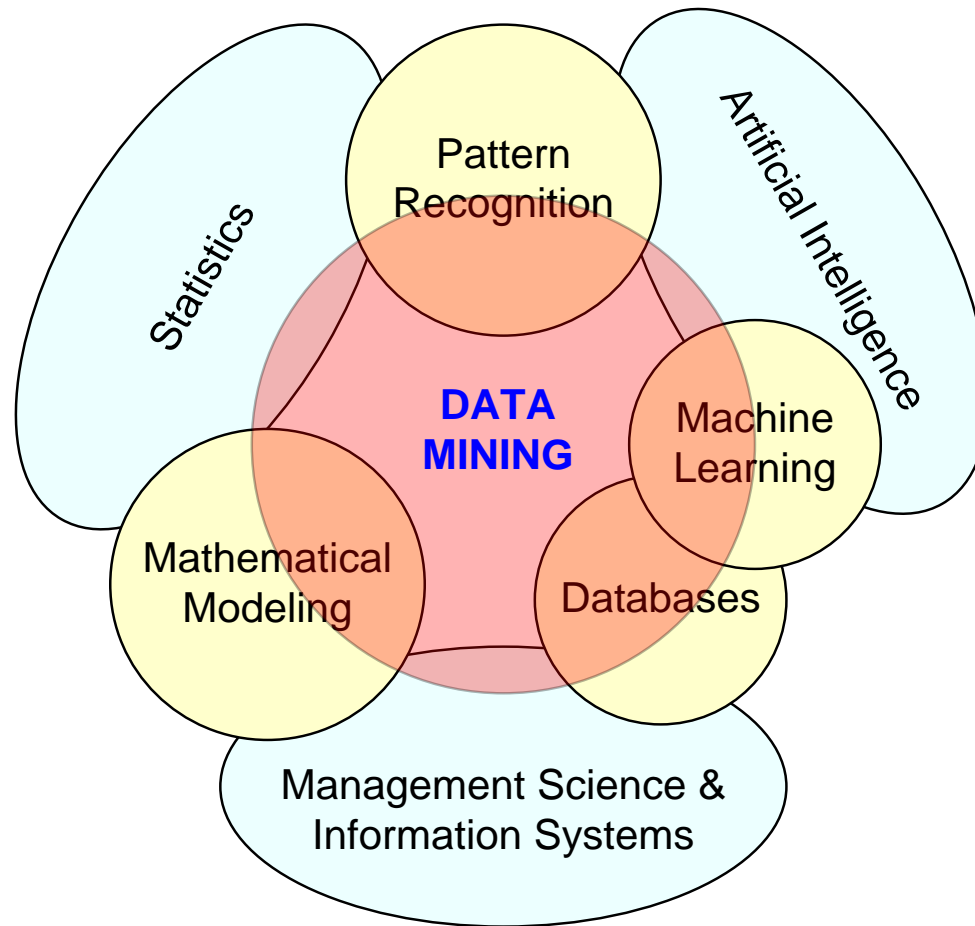 Pattern
Recognition
Statistics
Artificial Intelligence
DATA
MINING
Machine
Learning
Mathematical
Modeling
Databases
Management Science &
Information Systems